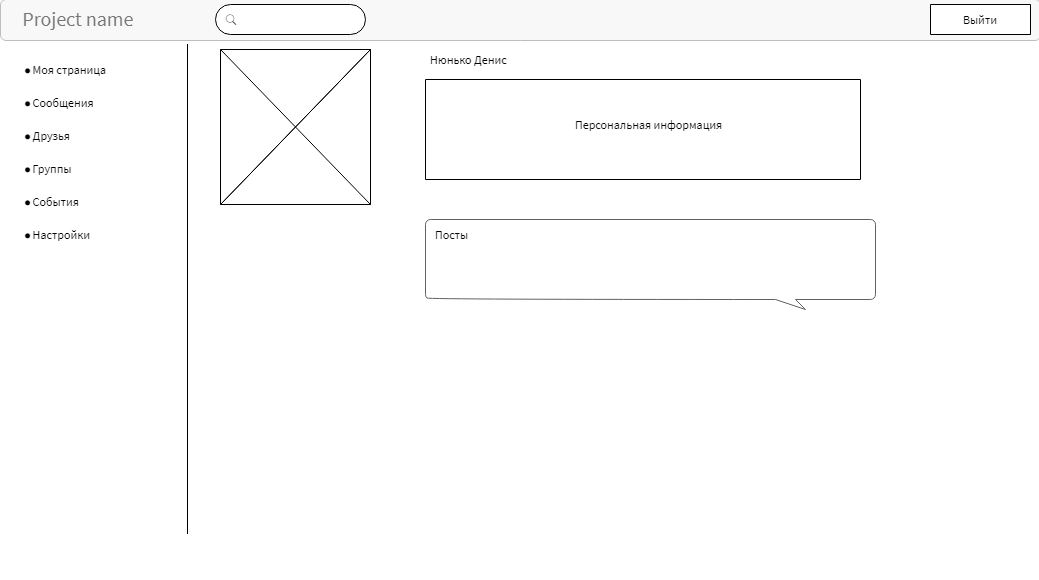 Project name
Выйти
● Моя страница
● Сообщения
● Друзья
● Группы
● События
● Настройки
Нюнько Денис
Персональная информация
Посты